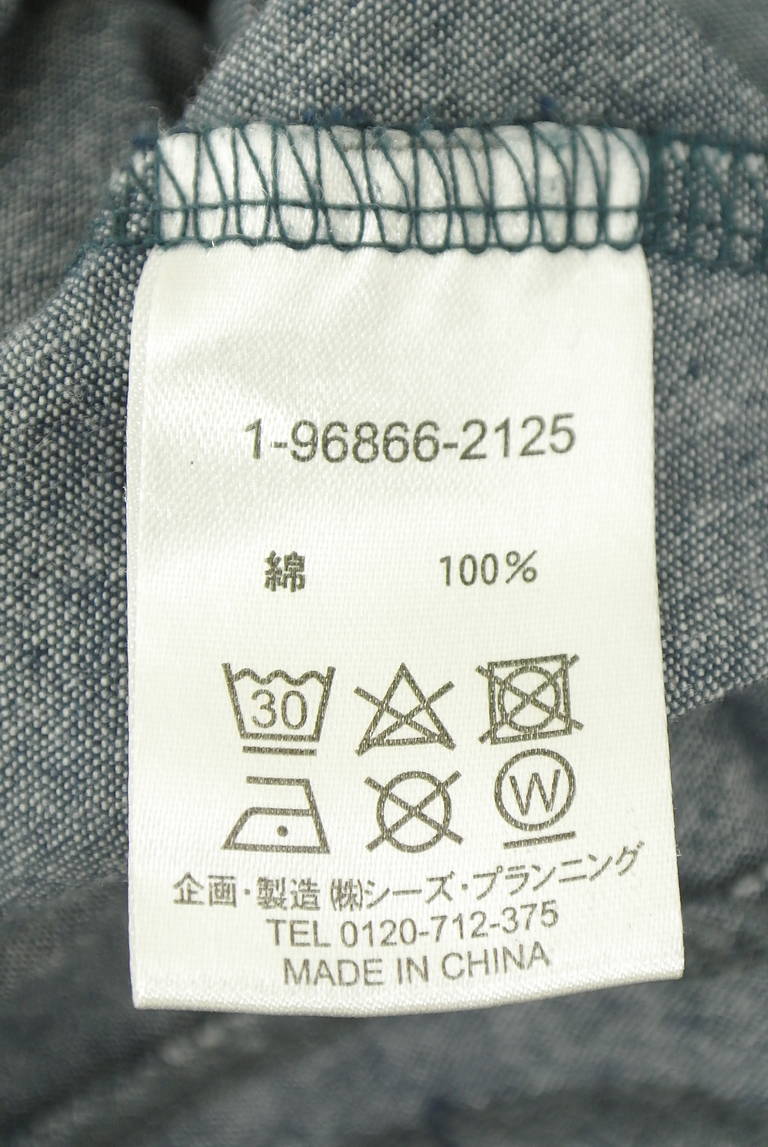 1-96866-2125
綿 100%
30
W
企画・製造 ㈱シーズ・プランニング
TEL 0120-712-375
MADE IN CHINA